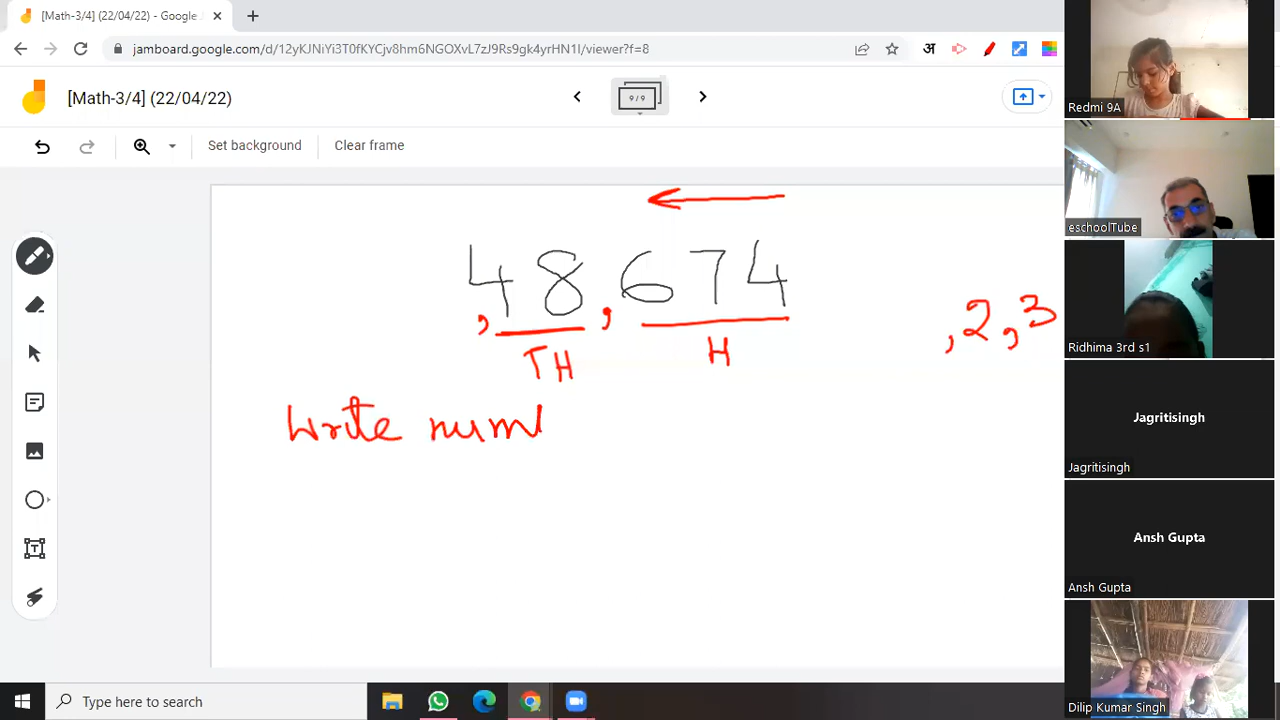 [Math-3/4] (22/04/22) - Google
jamboard.google.com/d/12yKJNiYi3
viewer?f=8
अ
[Math-3/4] (22/04/22)
9/9
Set background
Clear frame
48,674
, TH H
,2,3
Write num
Redmi 9A
eschoolTube
Ridhima 3rd s1
Jagritisingh
Jagritisingh
Ansh Gupta
Ansh Gupta
Dilip Kumar Singh
Type here to search